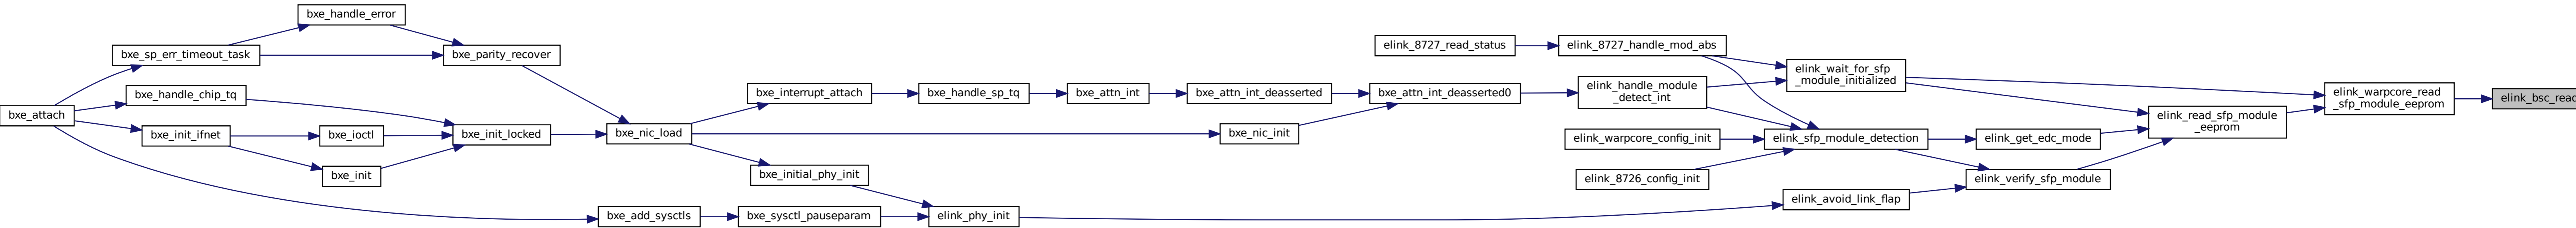 bxe_handle_error
bxe_sp_err_timeout_task
bxe_parity_recover
bxe_handle_chip_tq
bxe_attach
bxe_init_ifnet
bxe_ioctl
bxe_init_locked
bxe_init
bxe_nic_load
bxe_interrupt_attach
bxe_handle_sp_tq
bxe_attn_int
bxe_attn_int_deasserted
bxe_attn_int_deasserted0
bxe_nic_init
bxe_initial_phy_init
bxe_add_sysctls
bxe_sysctl_pauseparam
elink_phy_init
elink_8727_read_status
elink_8727_handle_mod_abs
elink_handle_module
_detect_int
elink_wait_for_sfp
_module_initialized
elink_warpcore_config_init
elink_sfp_module_detection
elink_get_edc_mode
elink_8726_config_init
elink_verify_sfp_module
elink_avoid_link_flap
elink_read_sfp_module
_eeprom
elink_warpcore_read
_sfp_module_eeprom
elink_bsc_read